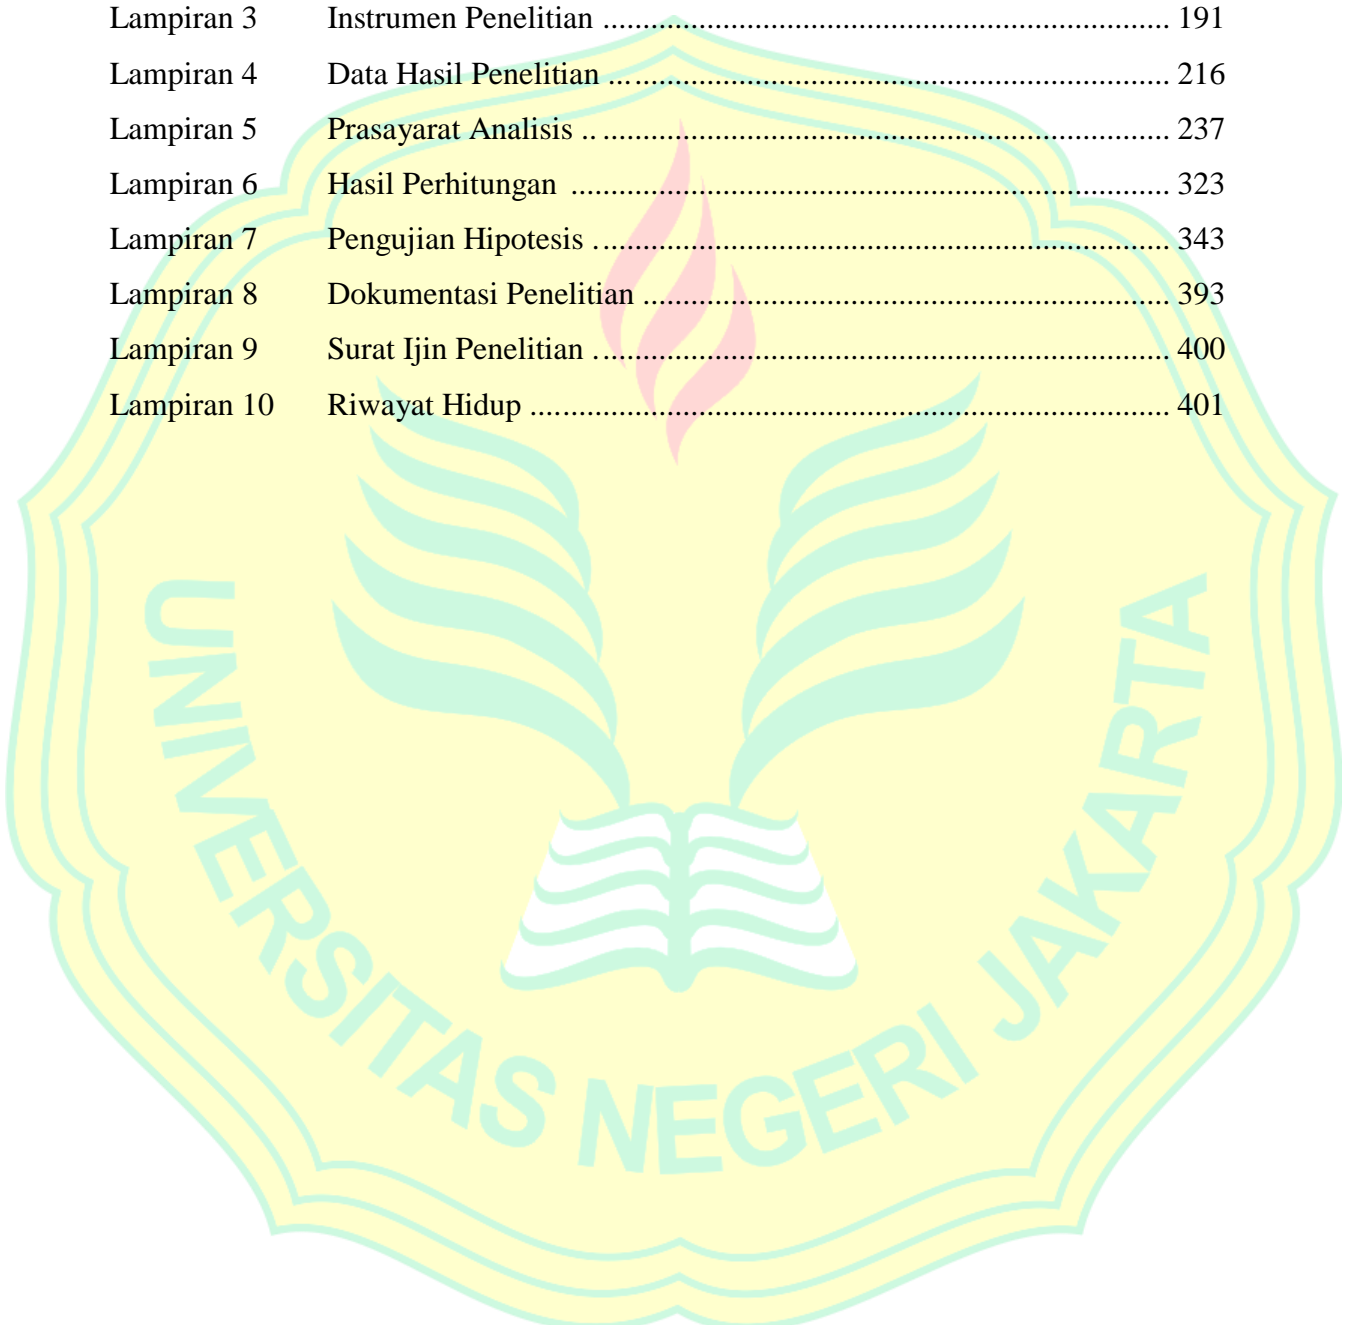 Lampiran 3 Instrumen Penelitian ........................................................................ 191
Lampiran 4 Data Hasil Penelitian ....................................................................... 216
Lampiran 5 Prasayarat Analisis .. ........................................................................ 237
Lampiran 6 Hasil Perhitungan ............................................................................ 323
Lampiran 7 Pengujian Hipotesis ......................................................................... 343
Lampiran 8 Dokumentasi Penelitian ................................................................... 393
Lampiran 9 Surat Ijin Penelitian ......................................................................... 400
Lampiran 10 Riwayat Hidup ................................................................................. 401
UNIVERSITAS NEGERI JAKARTA